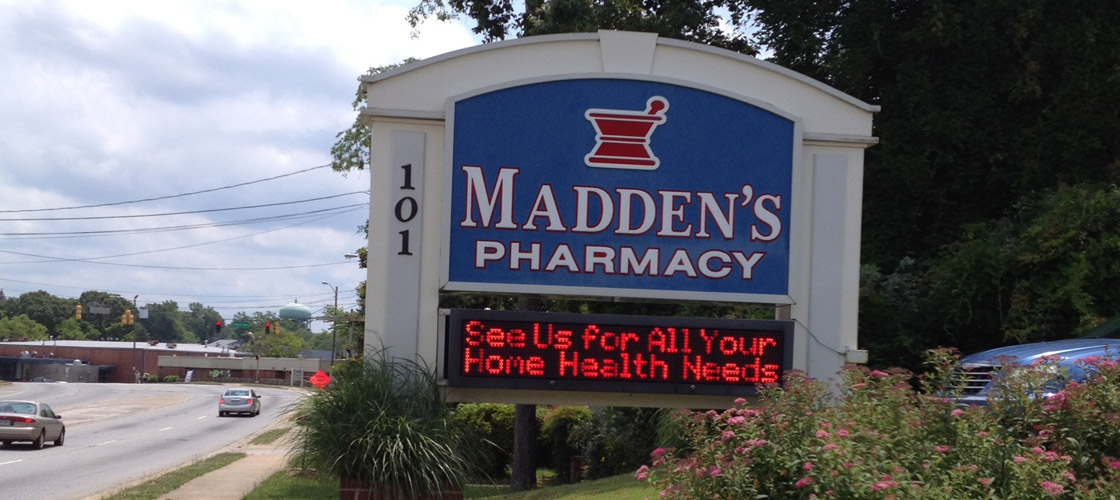 101
MADDEN'S
PHARMACY
See Us for All Your
Home Health Needs